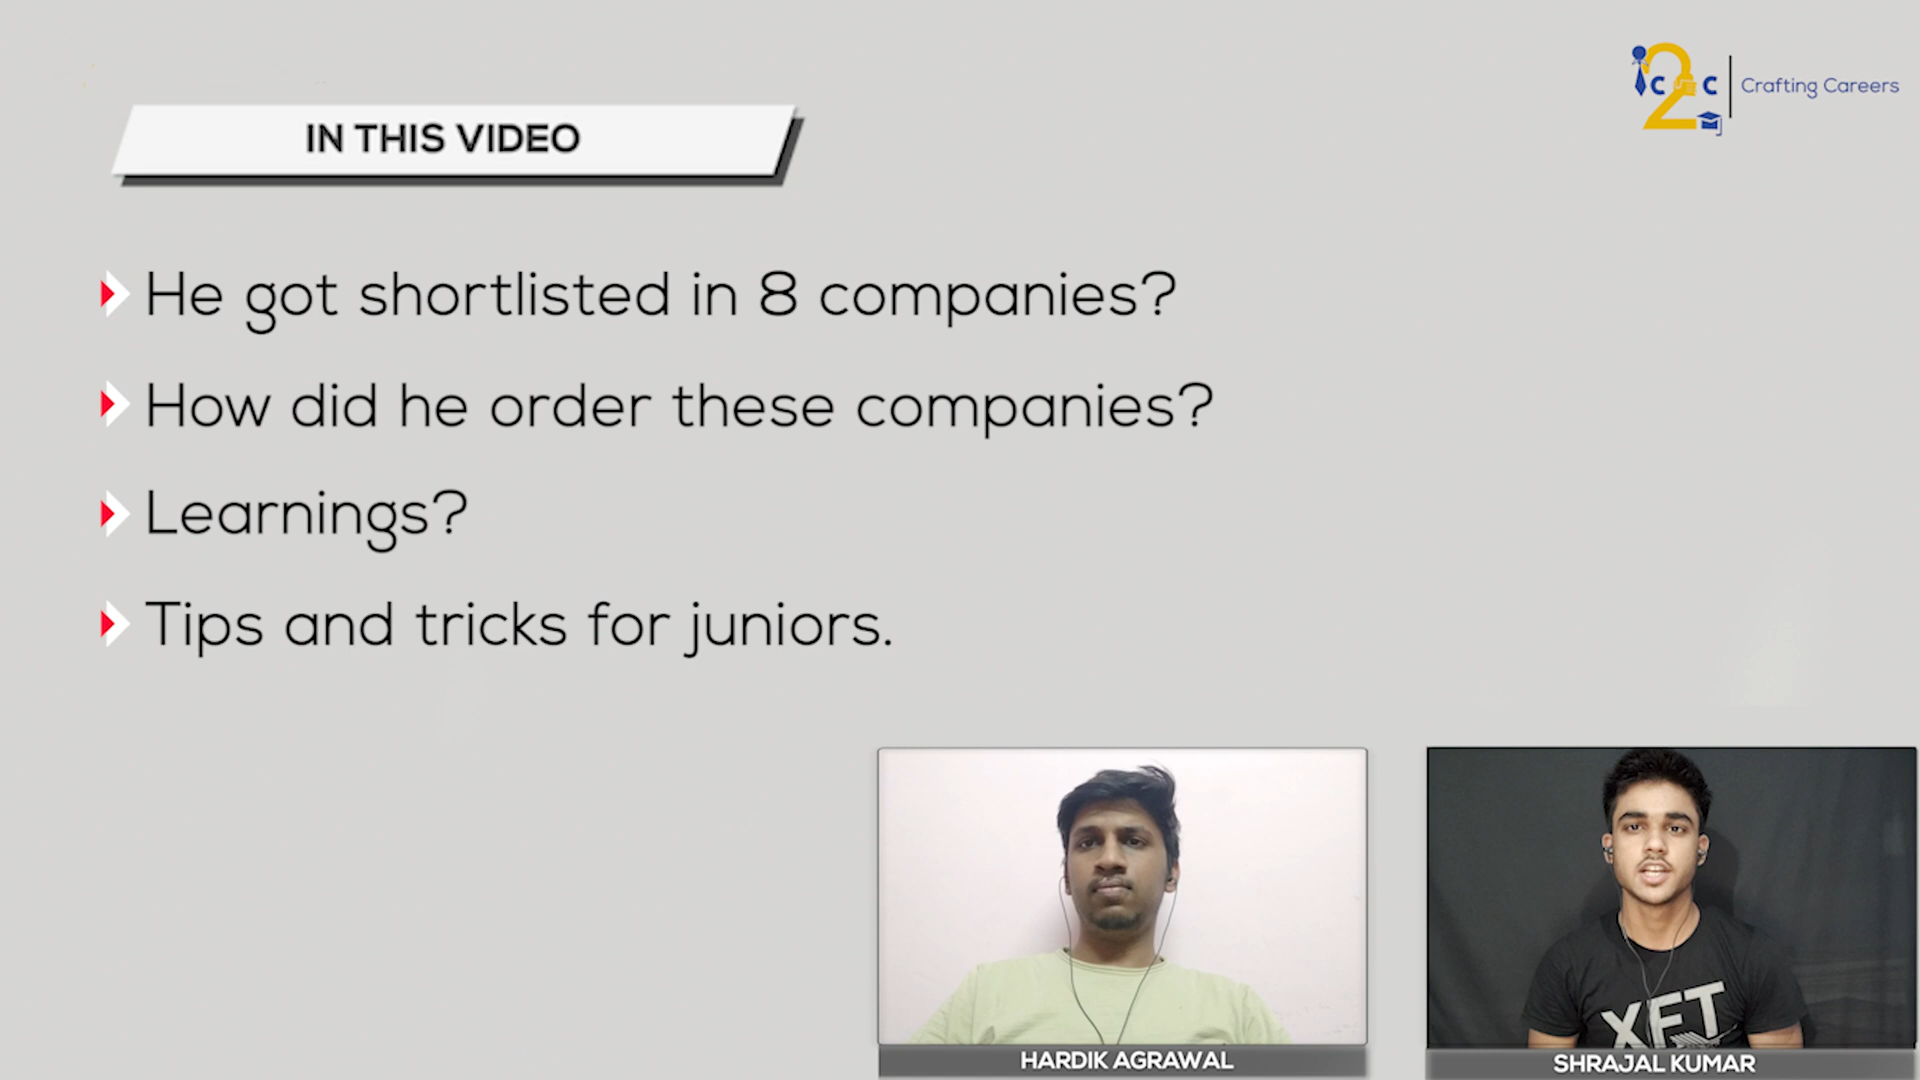 C2C | Crafting Careers
IN THIS VIDEO
He got shortlisted in 8 companies?
How did he order these companies?
Learnings?
Tips and tricks for juniors.
XFT
HARDIK AGRAWAL
SHRAJAL KUMAR